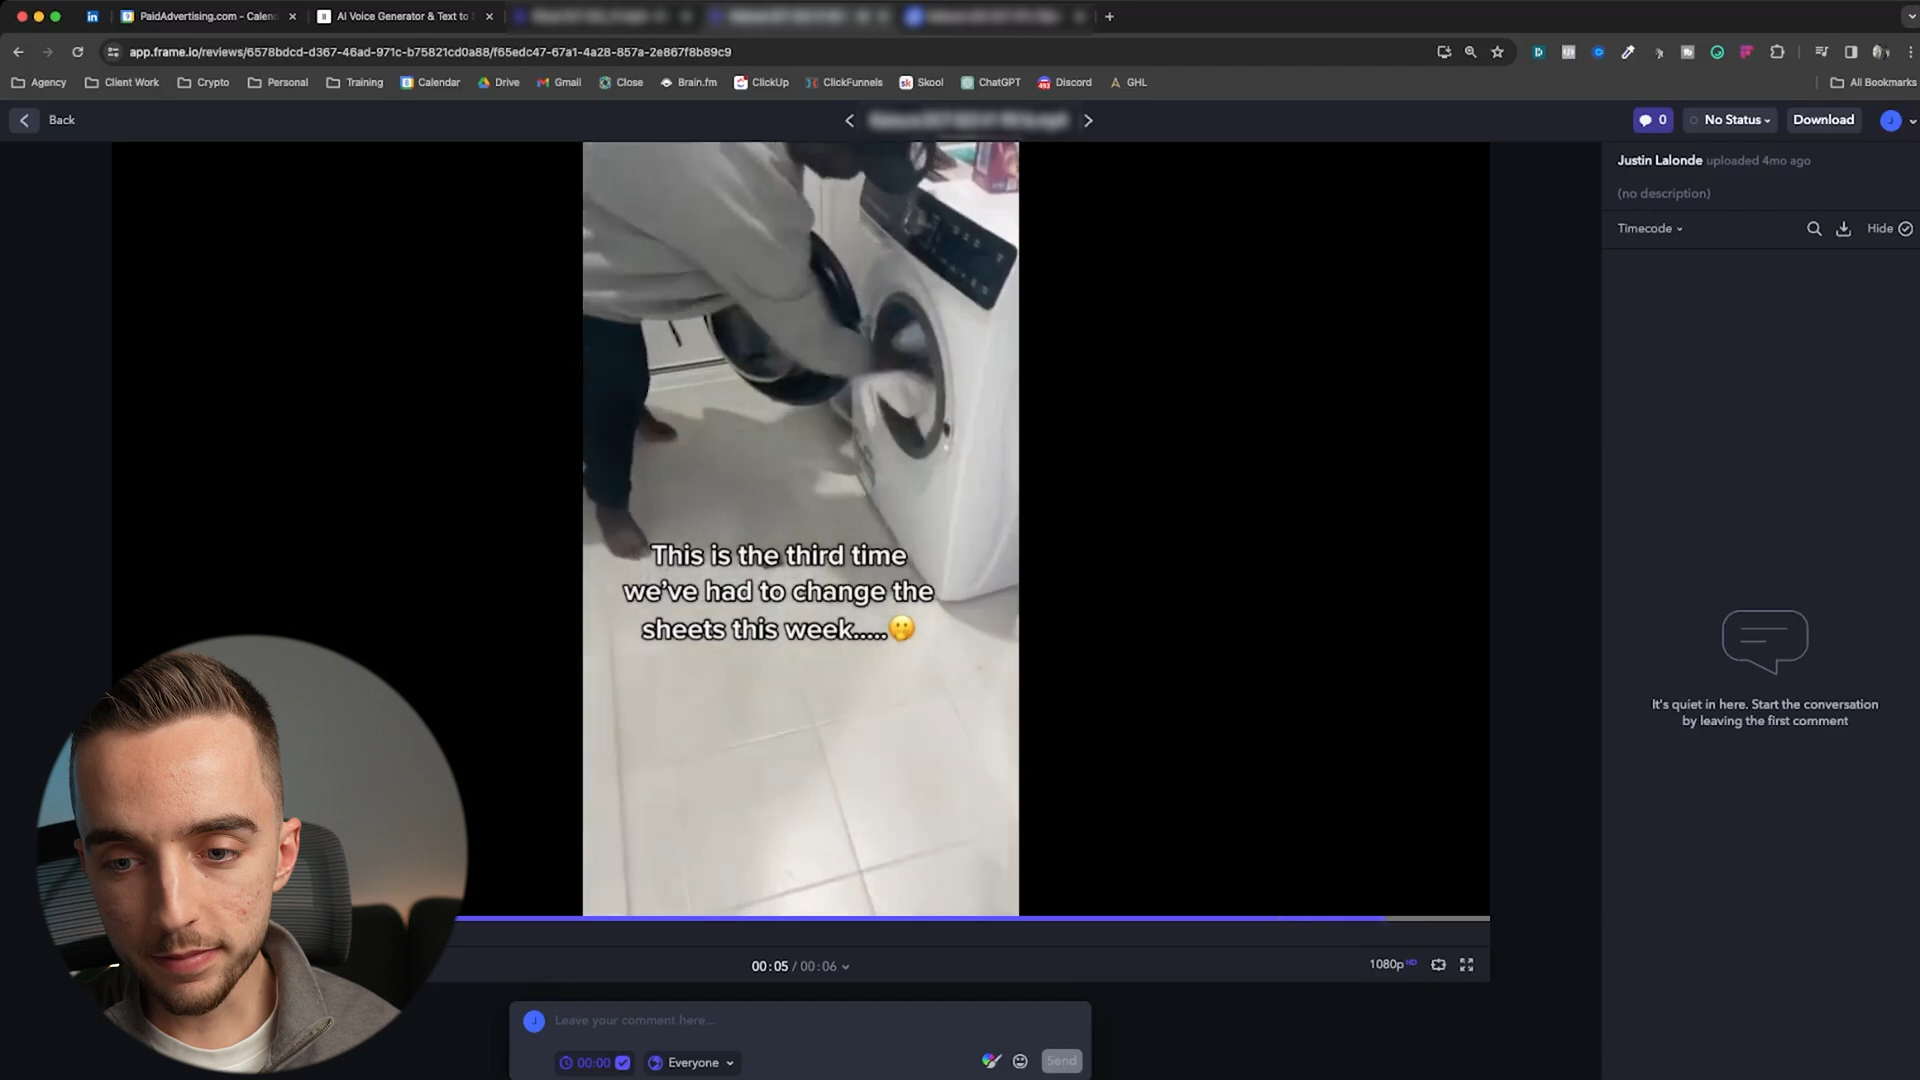 PaidAdvertising.com – Calend
AI Voice Generator & Text to
app.frame.io/reviews/6578bdcd-d367-46ad-971c-b75821cd0a88/f65edc47-67a1-4a28-857a-2e867f8b89c9
Agency Client Work Crypto Personal Training Calendar Drive Gmail Close Brain.fm ClickUp ClickFunnels Skool ChatGPT Discord GHL All Bookmarks
Back
0 No Status Download J
Justin Lalonde uploaded 4mo ago
(no description)
Timecode Hide
This is the third time
we've had to change the
sheets this week.....🫢
It's quiet in here. Start the conversation
by leaving the first comment
00:05 / 00:06
1080p HD
J Leave your comment here...
00:00 Everyone Send